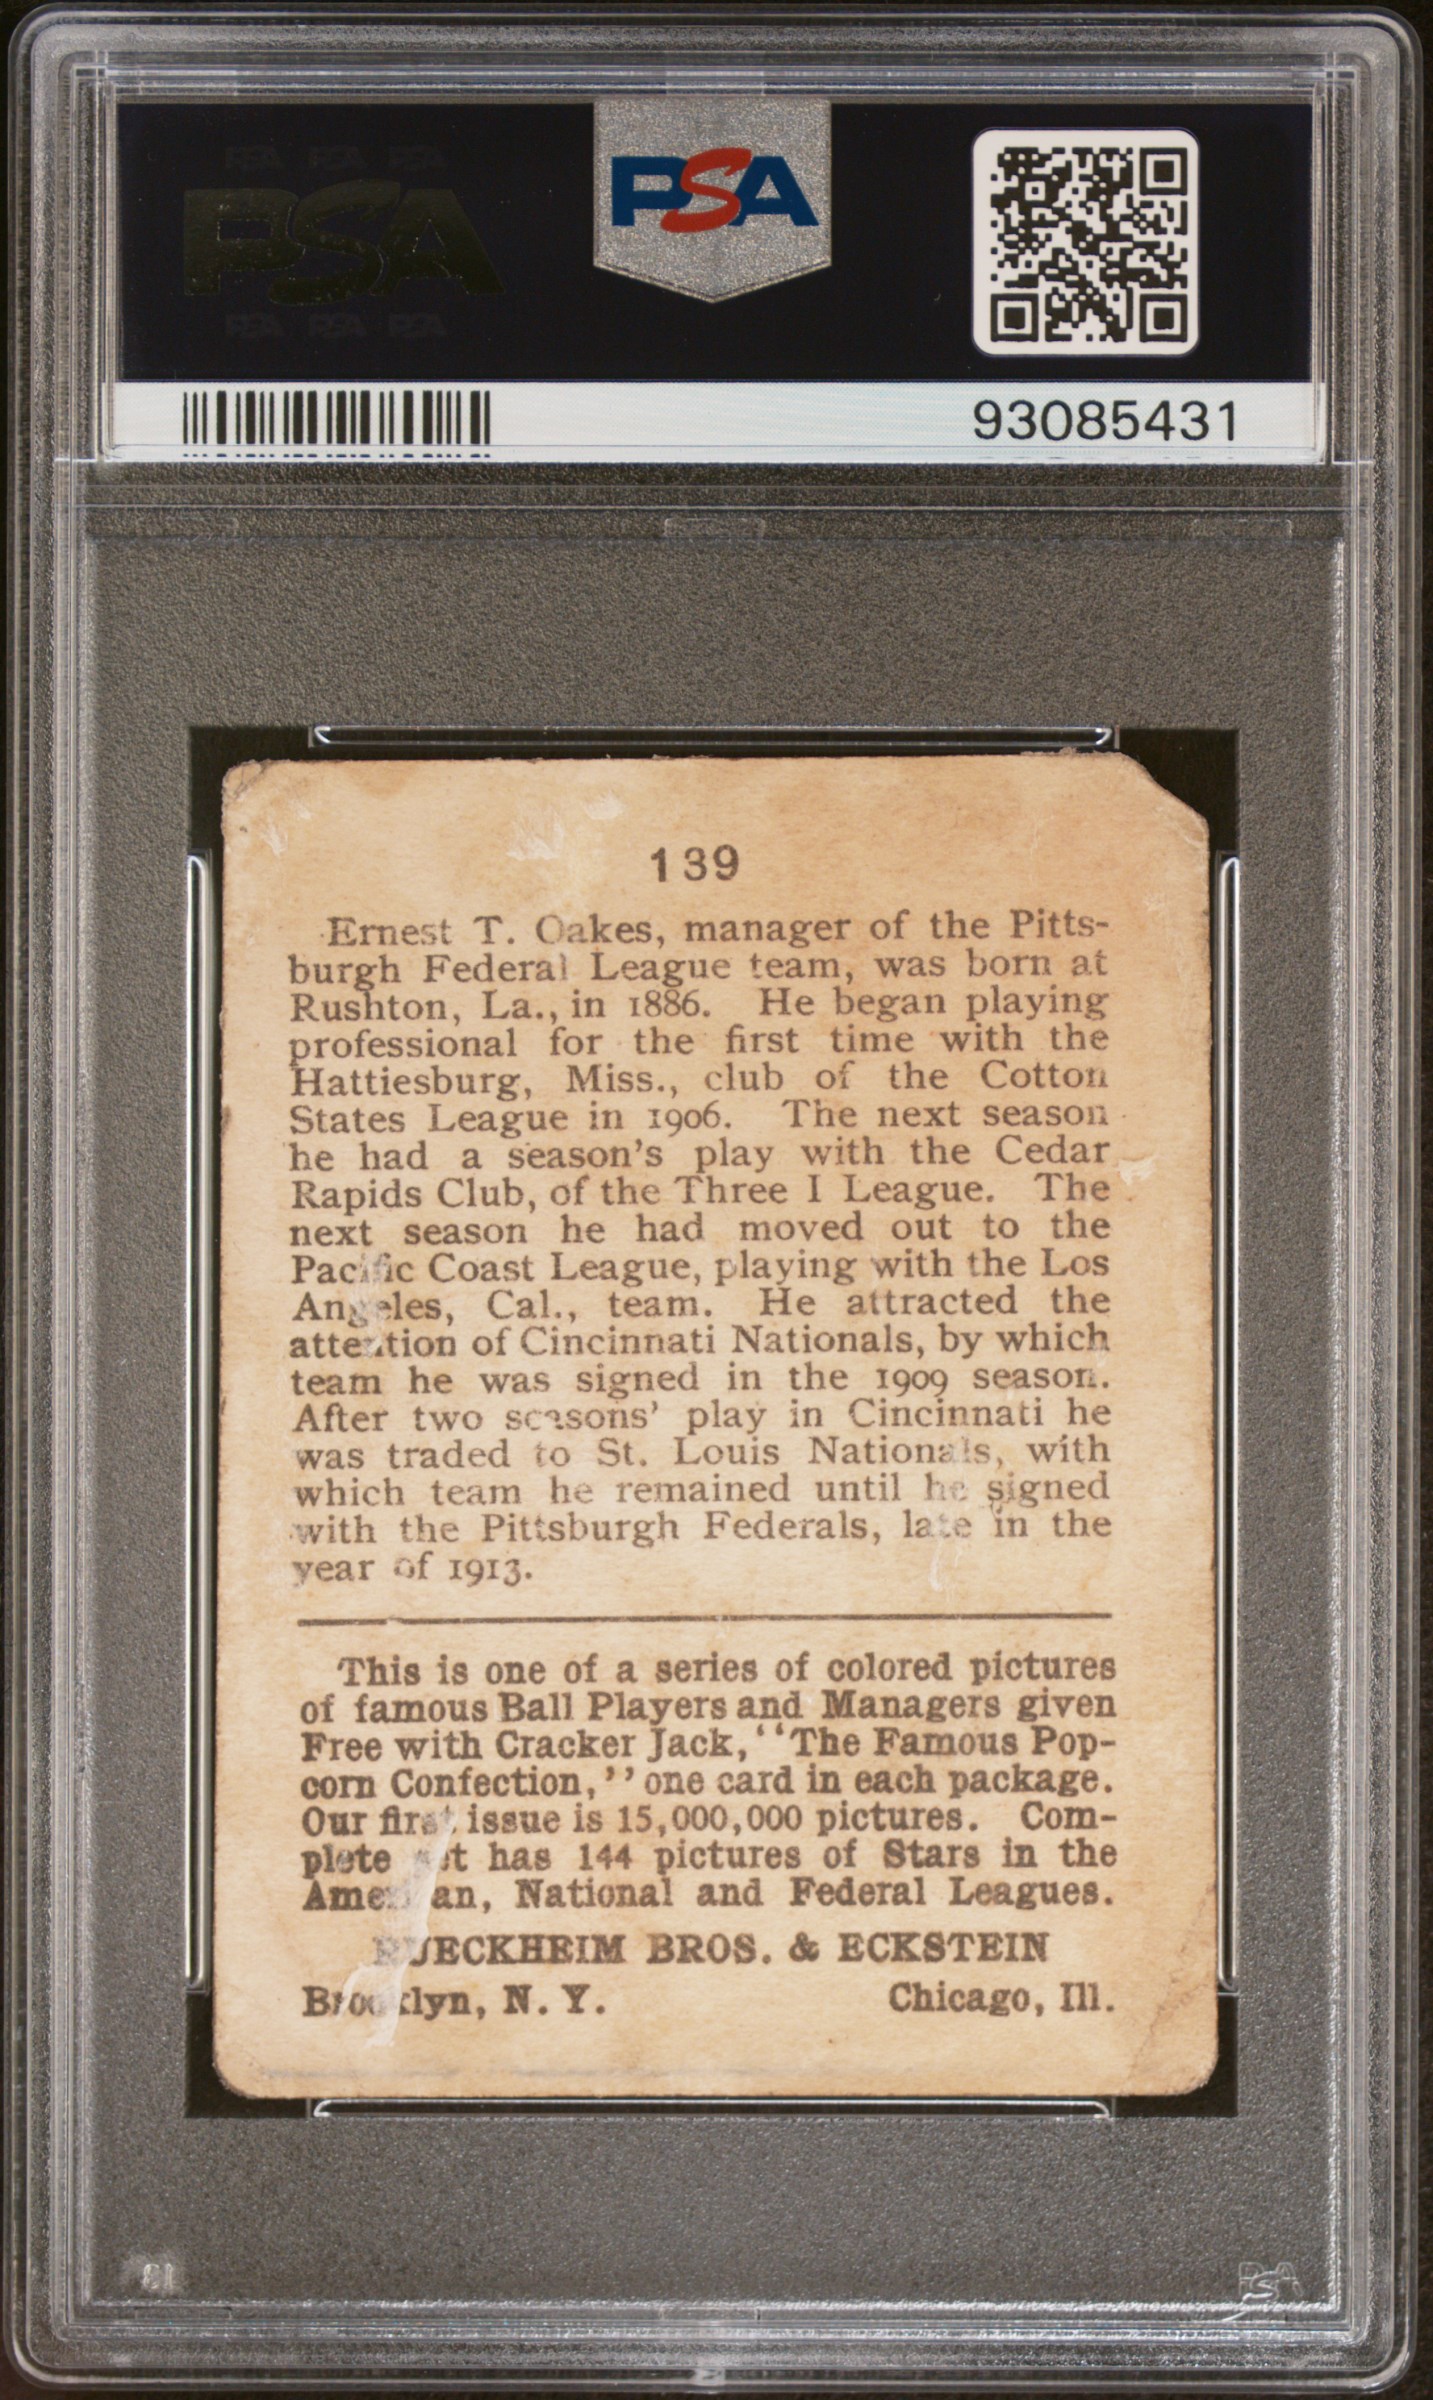 PSA
PSA
93085431
139
Ernest T. Oakes, manager of the Pitts-
burgh Federal League team, was born at
Rushton, La., in 1886. He began playing
professional for the first time with the
Hattiesburg, Miss., club of the Cotton
States League in 1906. The next season
he had a season's play with the Cedar
Rapids Club, of the Three I League. The
next season he had moved out to the
Pacific Coast League, playing with the Los
Angeles, Cal., team. He attracted the
attention of Cincinnati Nationals, by which
team he was signed in the 1909 season.
After two seasons' play in Cincinnati he
was traded to St. Louis Nationals, with
which team he remained until he signed
with the Pittsburgh Federals, late in the
year of 1913.
This is one of a series of colored pictures
of famous Ball Players and Managers given
Free with Cracker Jack, "The Famous Pop-
corn Confection," one card in each package.
Our first issue is 15,000,000 pictures. Com-
plete set has 144 pictures of Stars in the
American, National and Federal Leagues.
RUECKHEIM BROS. & ECKSTEIN
Brooklyn, N. Y. Chicago, Ill.